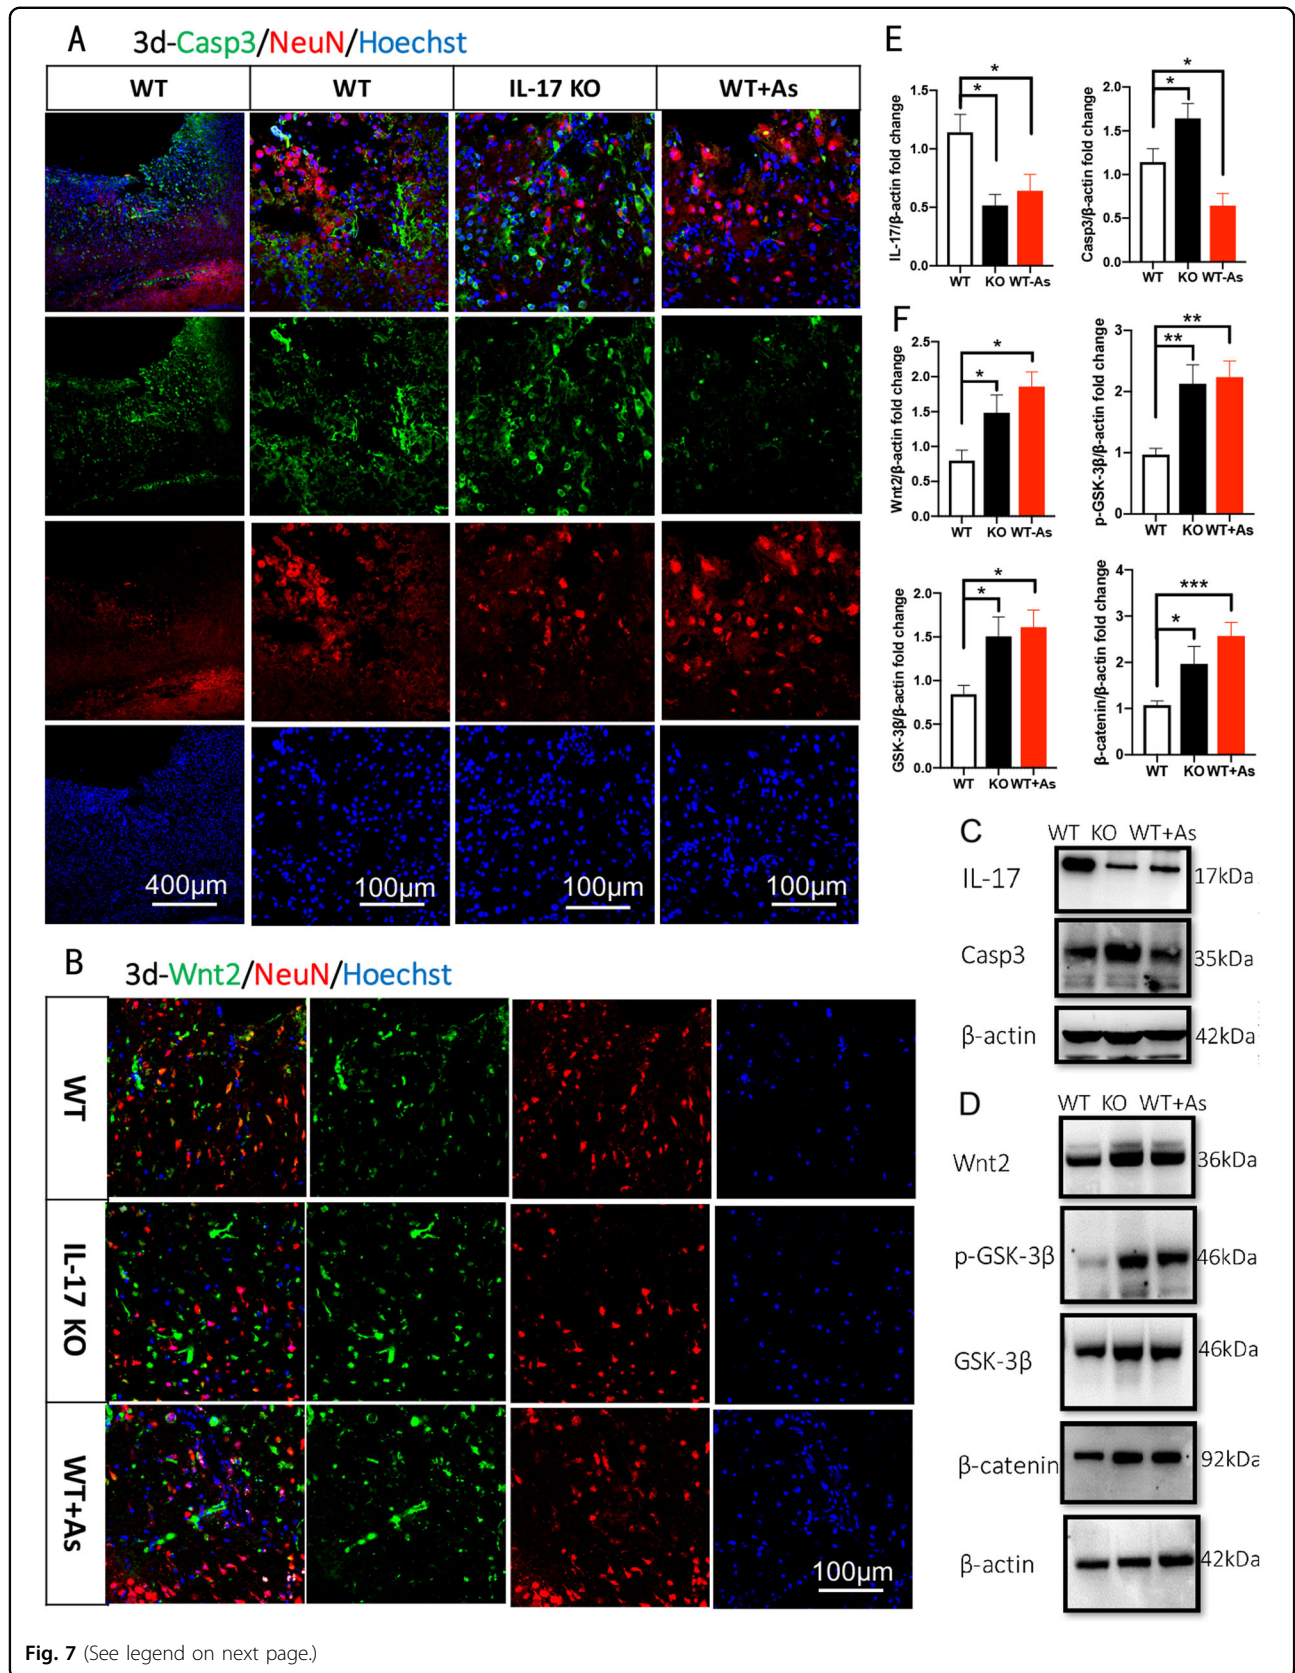 A
3d-Casp3/NeuN/Hoechst
WT
WT
IL-17 KO
WT+As
400μm
100μm
100μm
100μm
B
3d-Wnt2/NeuN/Hoechst
WT
IL-17 KO
WT+As
100μm
E
IL-17/β-actin fold change
1.5
1.0
0.5
0.0
*
*
WT KO WT-As
Casp3/β-actin fold change
2.0
1.5
1.0
0.5
0.0
*
*
WT KO WT-As
F
Wnt2/β-actin fold change
2.5
2.0
1.5
1.0
0.5
0.0
*
*
WT KO WT-As
p-GSK-3β/β-actin fold change
3
2
1
0
**
**
WT KO WT+As
GSK-3β/β-actin fold change
2.0
1.5
1.0
0.5
0.0
*
*
WT KO WT+As
β-catenin/β-actin fold change
4
3
2
1
0
***
*
WT KO WT+As
C
WT KO WT+As
IL-17 17kDa
Casp3 35kDa
β-actin 42kDa
D
WT KO WT+As
Wnt2 36kDa
p-GSK-3β 46kDa
GSK-3β 46kDa
β-catenin 92kDa
β-actin 42kDa
Fig. 7 (See legend on next page.)